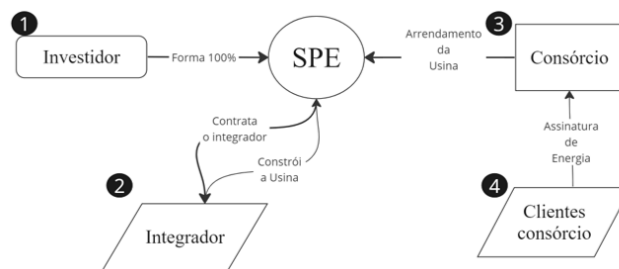 1
Investidor
Forma 100%
SPE
Arrendamento
da
Usina
3
Consórcio
Contrata
o integrador
Constrói
a Usina
Assinatura
de
Energia
2
Integrador
4
Clientes
consórcio